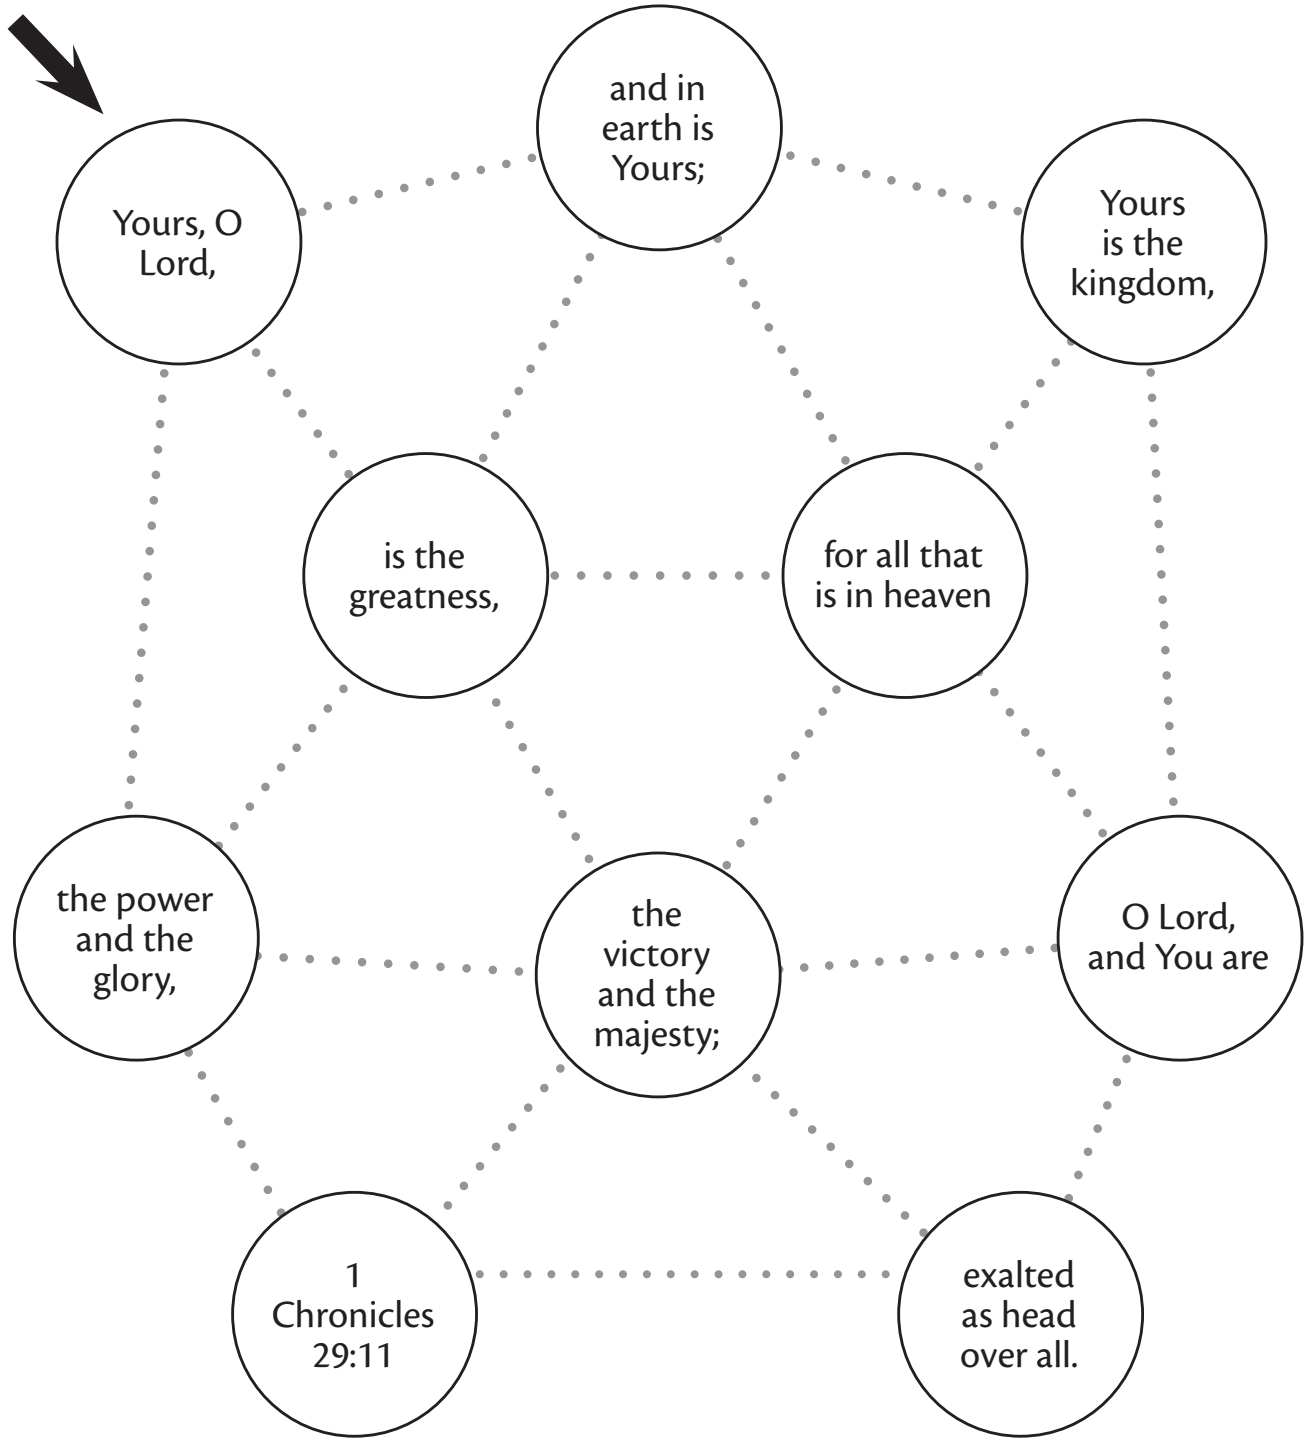 and in
earth is
Yours;
Yours, O
Lord,
Yours
is the
kingdom,
is the
greatness,
for all that
is in heaven
the power
and the
glory,
the
victory
and the
majesty;
O Lord,
and You are
1
Chronicles
29:11
exalted
as head
over all.